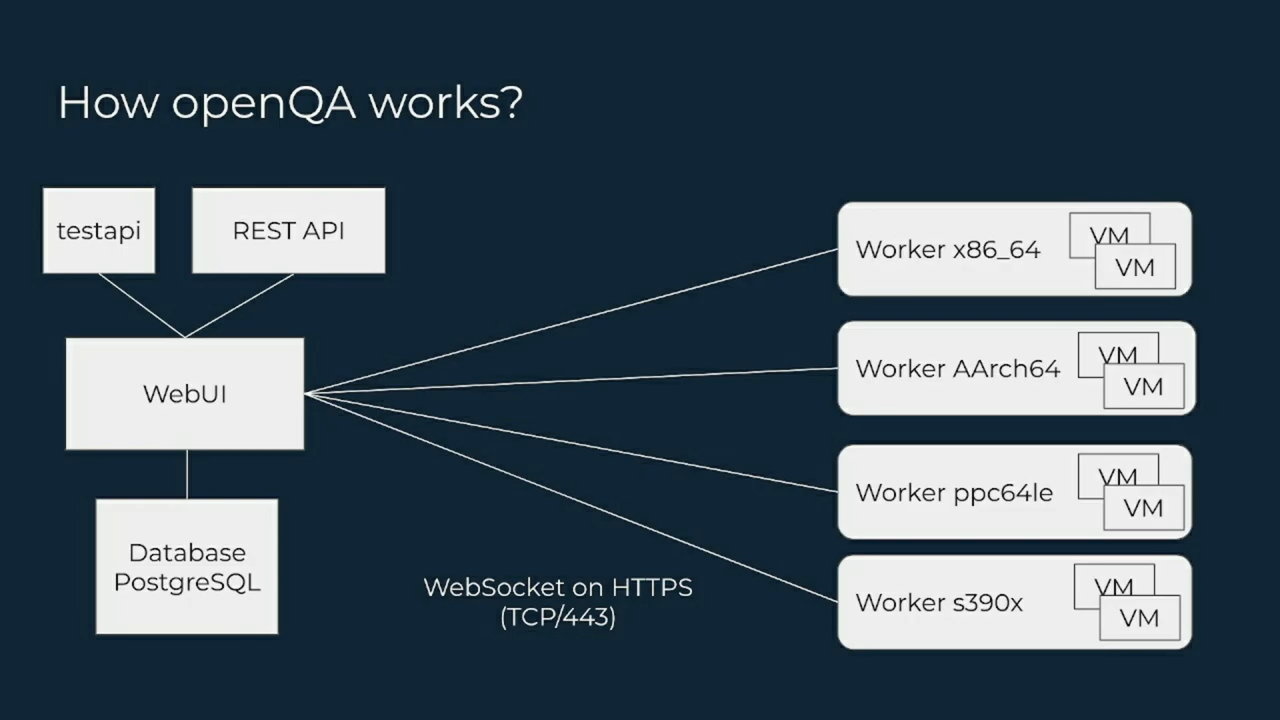 How openQA works?
testapi
REST API
WebUI
Database
PostgreSQL
WebSocket on HTTPS
(TCP/443)
Worker x86_64
VM
VM
Worker AArch64
VM
VM
Worker ppc64le
VM
VM
Worker s390x
VM
VM